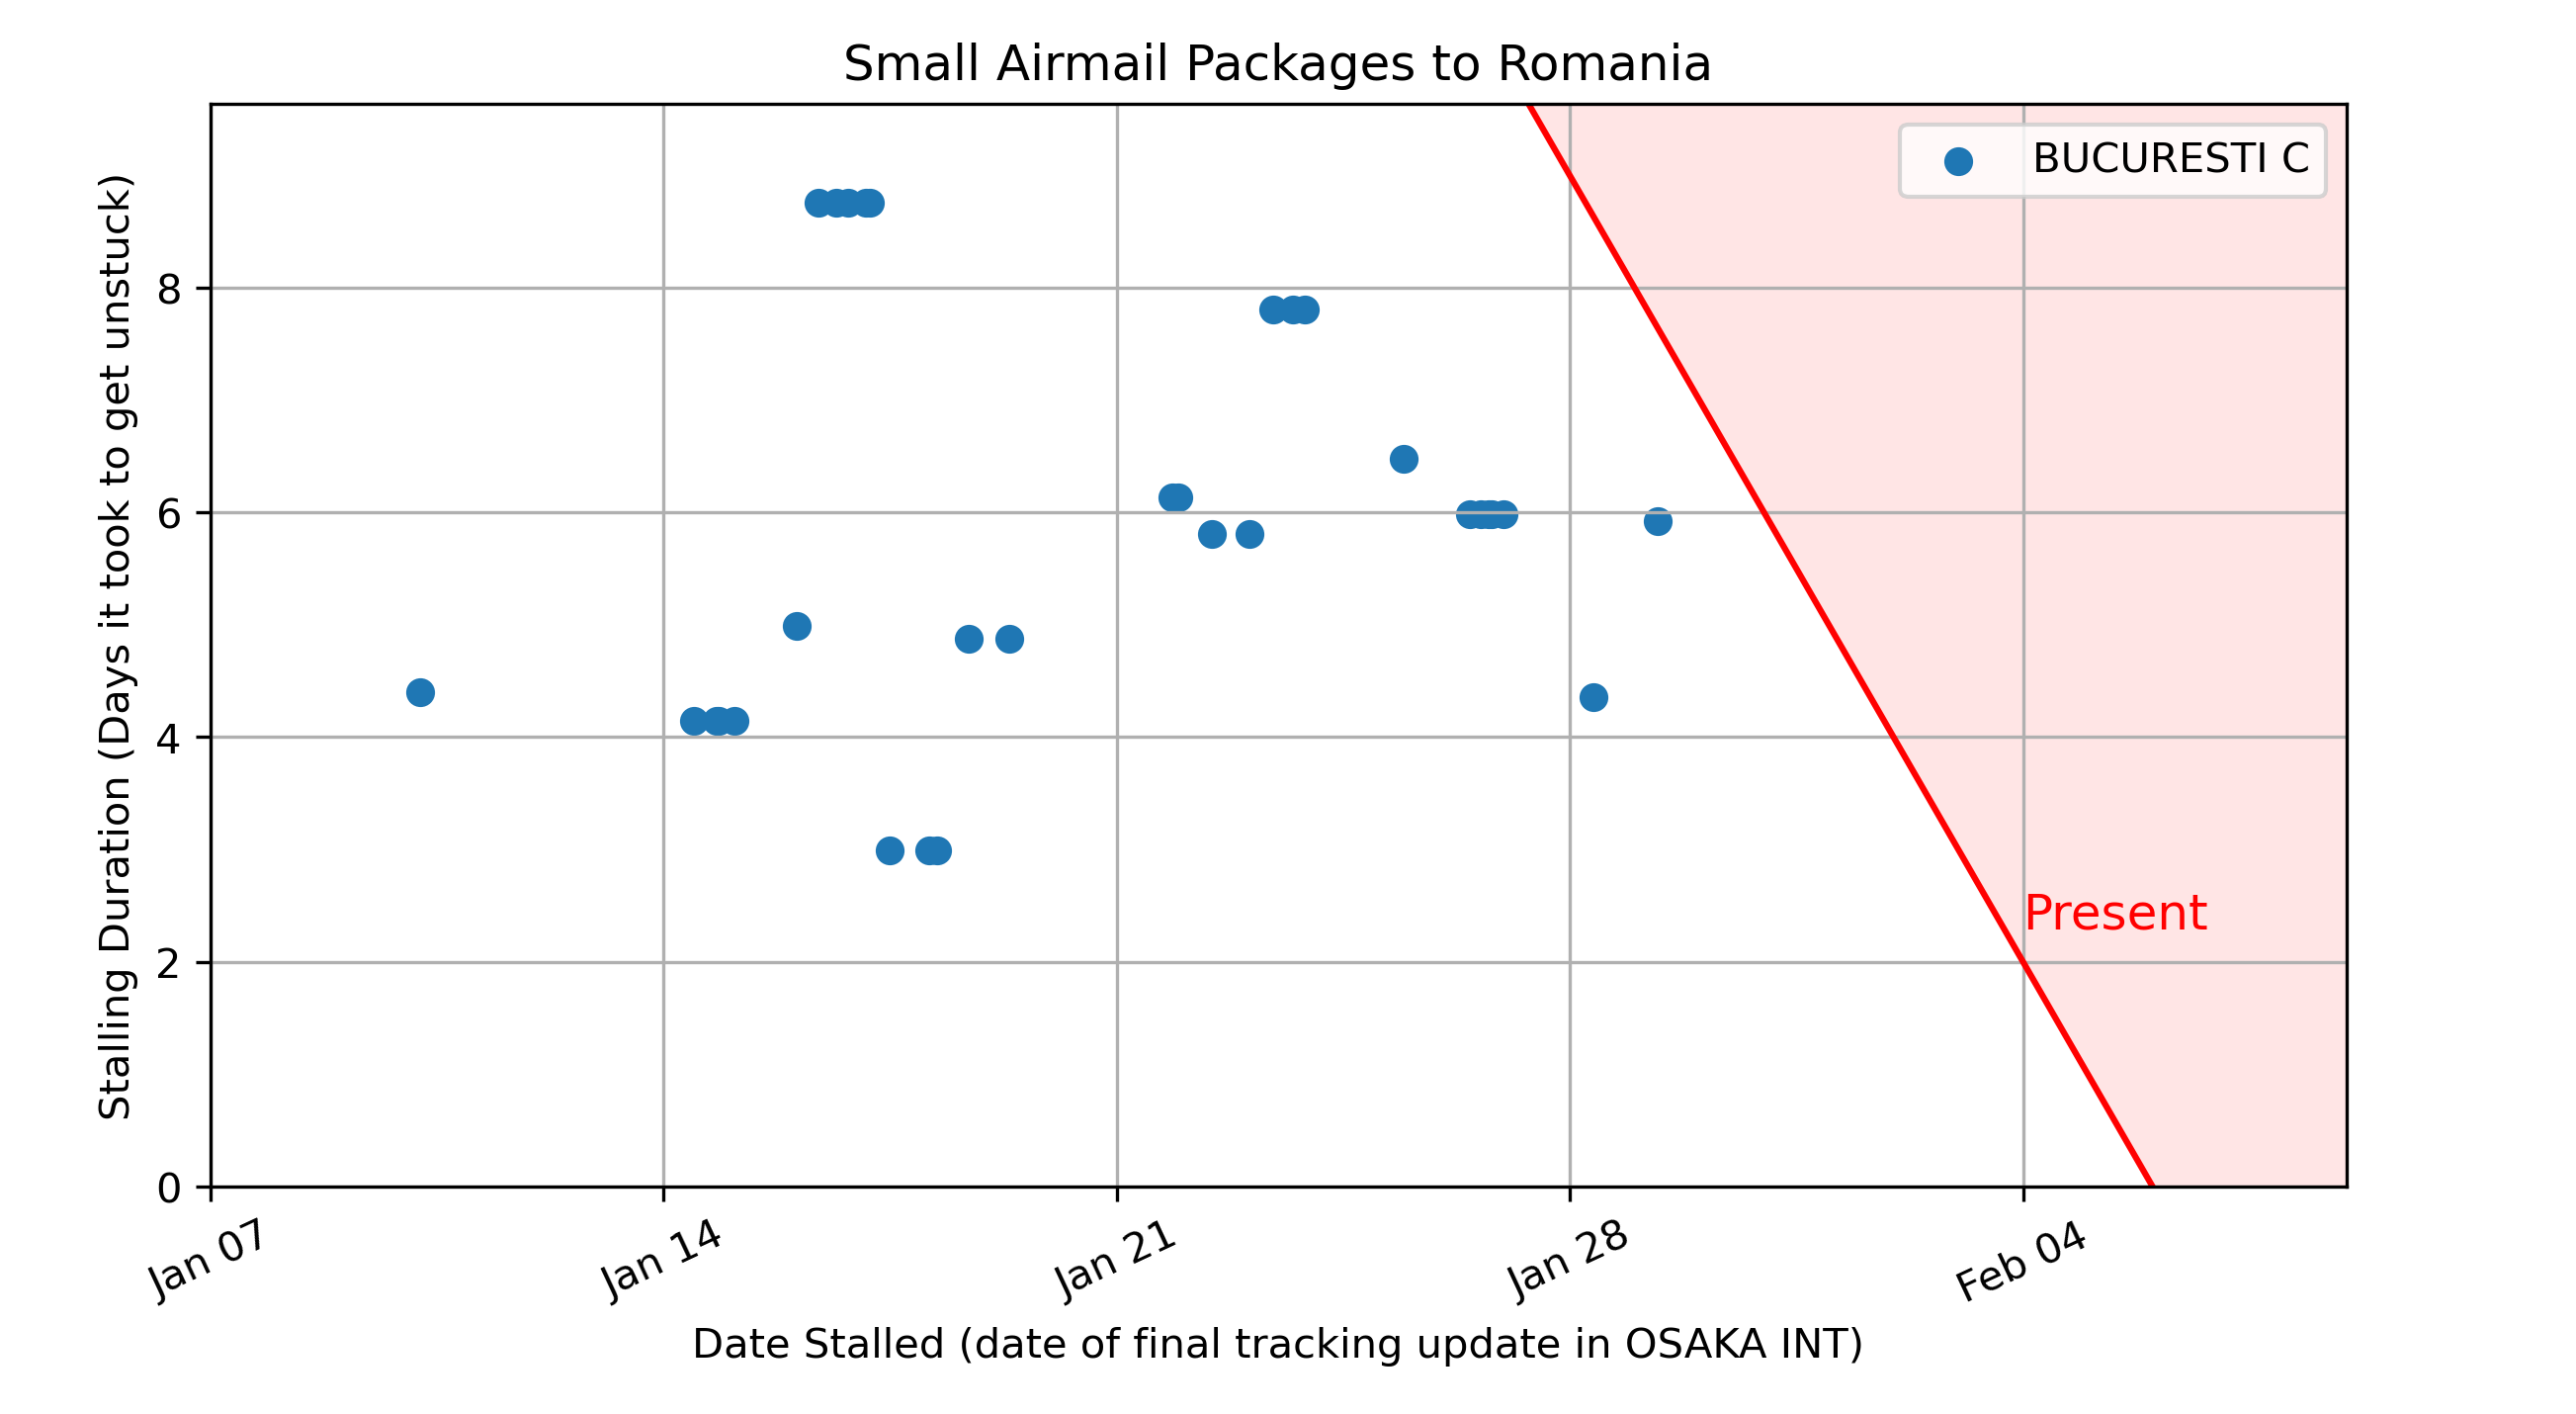 Small Airmail Packages to Romania
BUCURESTI C
Stalling Duration (Days it took to get unstuck)
8
6
4
2
0
Present
Jan 07
Jan 14
Jan 21
Jan 28
Feb 04
Date Stalled (date of final tracking update in OSAKA INT)